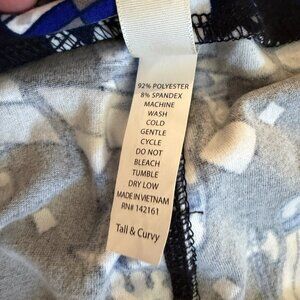 92% POLYESTER
8% SPANDEX
MACHINE
WASH
COLD
GENTLE
CYCLE
DO NOT
BLEACH
TUMBLE
DRY LOW
MADE IN VIETNAM
RN# 142161
Tall & Curvy